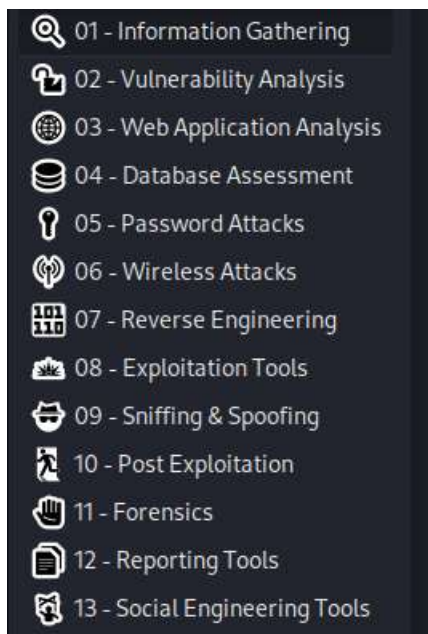 01 - Information Gathering
02 - Vulnerability Analysis
03 - Web Application Analysis
04 - Database Assessment
05 - Password Attacks
06 - Wireless Attacks
07 - Reverse Engineering
08 - Exploitation Tools
09 - Sniffing & Spoofing
10 - Post Exploitation
11 - Forensics
12 - Reporting Tools
13 - Social Engineering Tools